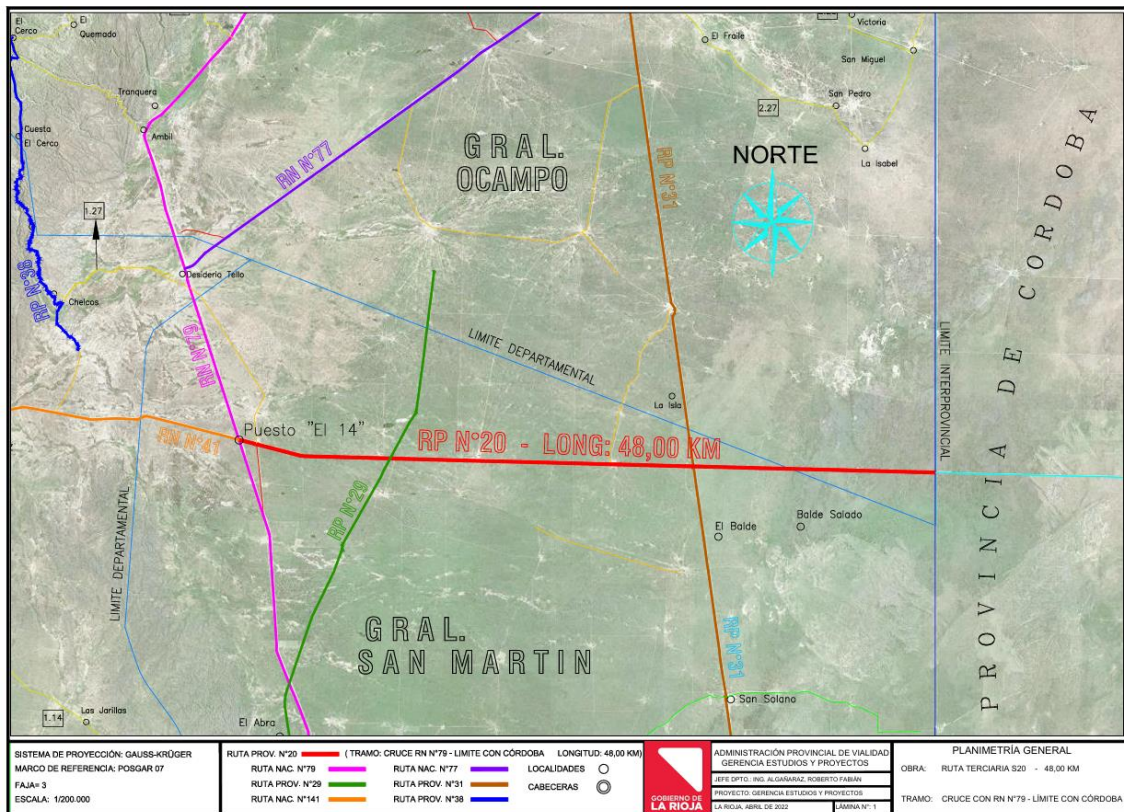 El
Cerco
El
Quemado
Tranquera
Cuesta
El Cerco
Ambil
RN N°77
GRAL.
OCAMPO
RP N°31
El Fraile
2.26
Victoria
San Miguel
San Pedro
2.27
La Isabel
NORTE
1.27
Desiderio Tello
Chelcos
RP N°38
RN N°79
LIMITE DEPARTAMENTAL
LIMITE INTERPROVINCIAL
PROVINCIA DE CORDOBA
La Isla
RN N°41
Puesto "El 14"
RP N°20 - LONG: 48,00 KM
RP N°29
LIMITE DEPARTAMENTAL
El Balde
Balde Salado
GRAL.
SAN MARTIN
RP N°31
San Solano
1.14
Las Jarillas
El Abra
SISTEMA DE PROYECCIÓN: GAUSS-KRÜGER
MARCO DE REFERENCIA: POSGAR 07
FAJA= 3
ESCALA: 1/200.000
RUTA PROV. N°20 ( TRAMO: CRUCE RN N°79 - LIMITE CON CÓRDOBA LONGITUD: 48,00 KM)
RUTA NAC. N°79 RUTA NAC. N°77 LOCALIDADES
RUTA PROV. N°29 RUTA PROV. N°31 CABECERAS
RUTA NAC. N°141 RUTA PROV. N°38
GOBIERNO DE
LA RIOJA
ADMINISTRACIÓN PROVINCIAL DE VIALIDAD
GERENCIA ESTUDIOS Y PROYECTOS
JEFE DPTO.: ING. ALGAÑARAZ, ROBERTO FABIÁN
PROYECTO: GERENCIA ESTUDIOS Y PROYECTOS
LA RIOJA, ABRIL DE 2022 LÁMINA N°: 1
PLANIMETRÍA GENERAL
OBRA: RUTA TERCIARIA S20 - 48,00 KM
TRAMO: CRUCE CON RN N°79 - LÍMITE CON CÓRDOBA